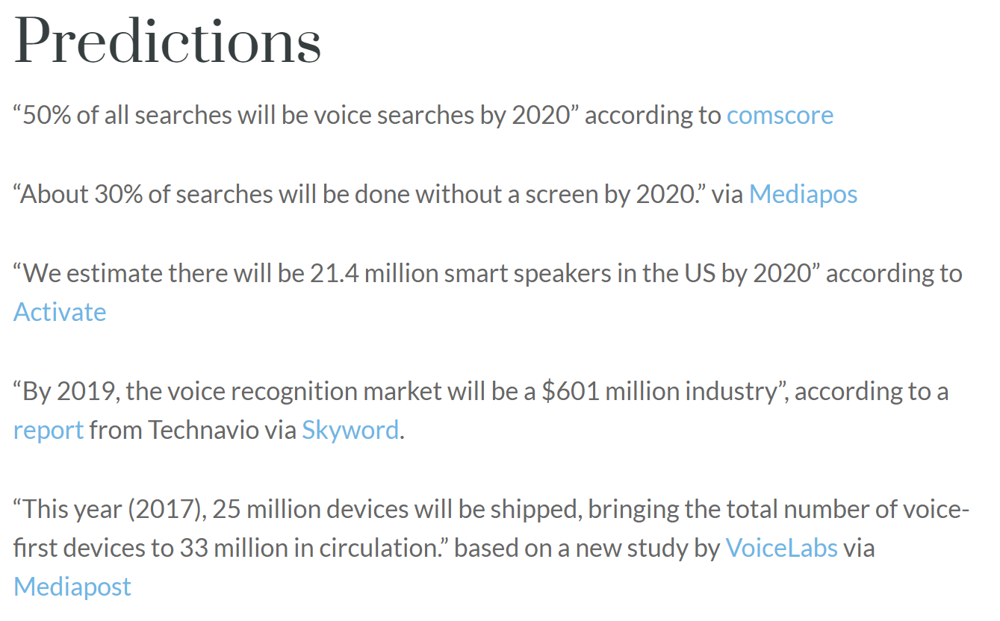 Predictions
“50% of all searches will be voice searches by 2020” according to comscore
“About 30% of searches will be done without a screen by 2020.” via Mediapos
“We estimate there will be 21.4 million smart speakers in the US by 2020” according to
Activate
“By 2019, the voice recognition market will be a $601 million industry”, according to a
report from Technavio via Skyword.
“This year (2017), 25 million devices will be shipped, bringing the total number of voice-
first devices to 33 million in circulation.” based on a new study by VoiceLabs via
Mediapost